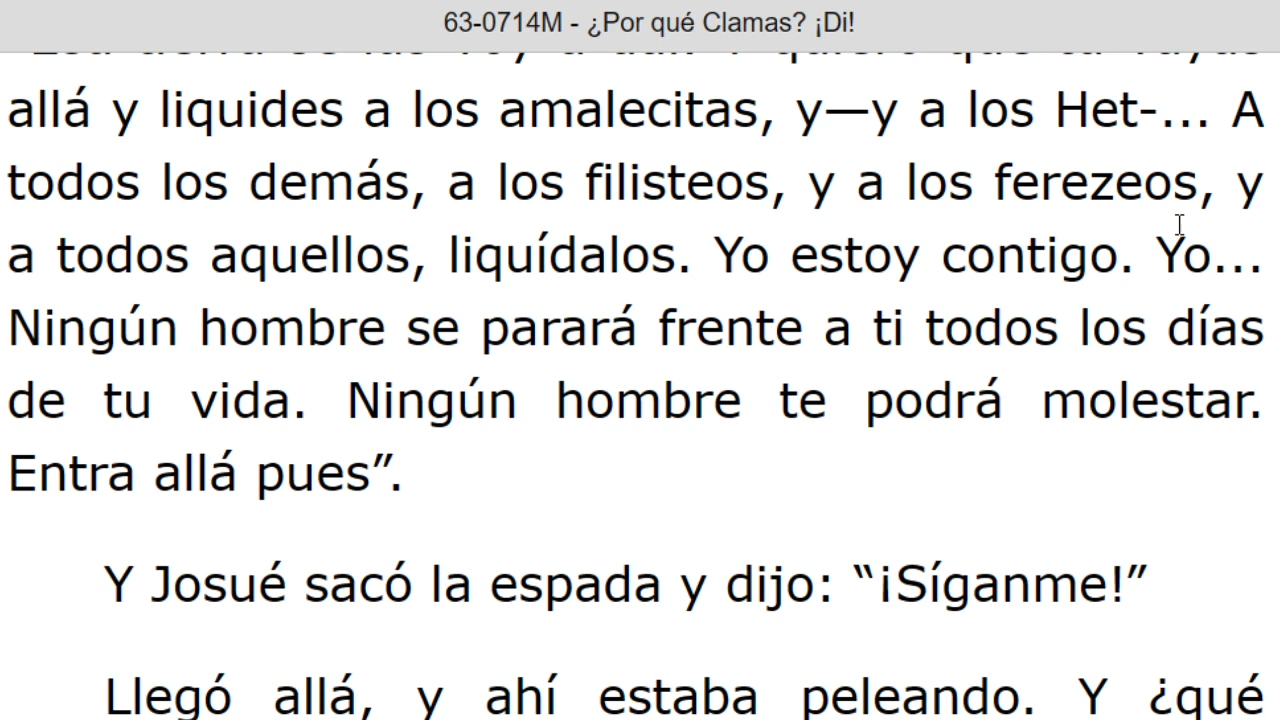 63-0714M - ¿Por qué Clamas? ¡Di!
allá y liquides a los amalecitas, y—y a los Het-... A
todos los demás, a los filisteos, y a los ferezeos, y
a todos aquellos, liquídalos. Yo estoy contigo. Yo...
Ningún hombre se parará frente a ti todos los días
de tu vida. Ningún hombre te podrá molestar.
Entra allá pues”.
Y Josué sacó la espada y dijo: “¡Síganme!”
Llegó allá, y ahí estaba peleando. Y ¿qué